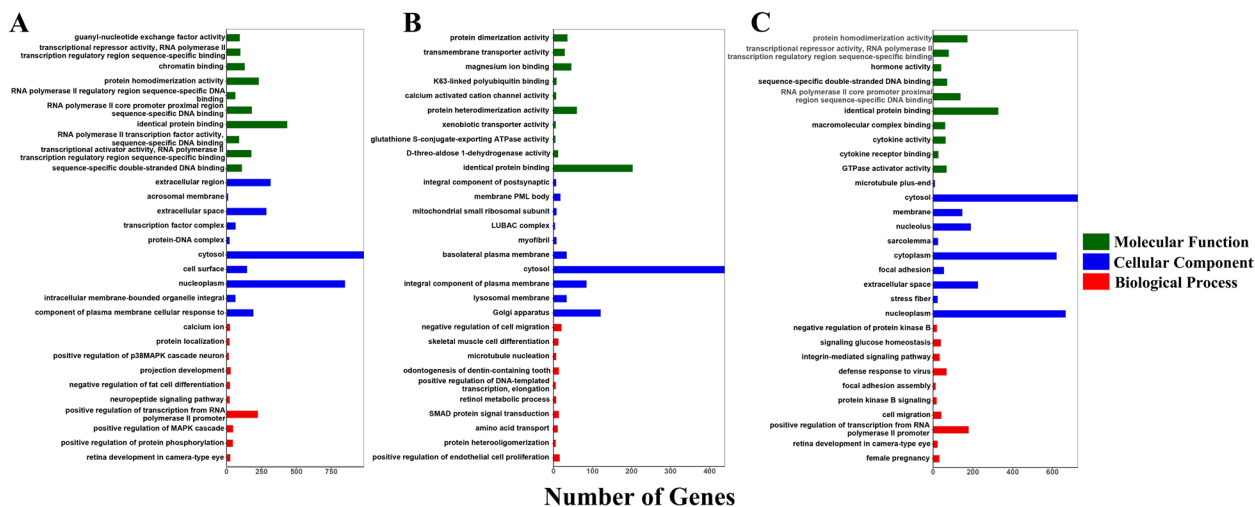 A
guanyl-nucleotide exchange factor activity
transcriptional repressor activity, RNA polymerase II
transcription regulatory region sequence-specific binding
chromatin binding
protein homodimerization activity
RNA polymerase II regulatory region sequence-specific DNA
binding
RNA polymerase II core promoter proximal region
sequence-specific DNA binding
identical protein binding
RNA polymerase II transcription factor activity,
sequence-specific DNA binding
transcriptional activator activity, RNA polymerase II
transcription regulatory region sequence-specific binding
sequence-specific double-stranded DNA binding
extracellular region
acrosomal membrane
extracellular space
transcription factor complex
protein-DNA complex
cytosol
cell surface
nucleoplasm
intracellular membrane-bounded organelle integral
component of plasma membrane cellular response to
calcium ion
protein localization
positive regulation of p38MAPK cascade neuron
projection development
negative regulation of fat cell differentiation
neuropeptide signaling pathway
positive regulation of transcription from RNA
polymerase II promoter
positive regulation of MAPK cascade
positive regulation of protein phosphorylation
retina development in camera-type eye
0 250 500 750
B
protein dimerization activity
transmembrane transporter activity
magnesium ion binding
K63-linked polyubiquitin binding
calcium activated cation channel activity
protein heterodimerization activity
xenobiotic transporter activity
glutathione S-conjugate-exporting ATPase activity
D-threo-aldose 1-dehydrogenase activity
identical protein binding
integral component of postsynaptic
membrane PML body
mitochondrial small ribosomal subunit
LUBAC complex
myofibril
basolateral plasma membrane
cytosol
integral component of plasma membrane
lysosomal membrane
Golgi apparatus
negative regulation of cell migration
skeletal muscle cell differentiation
microtubule nucleation
odontogenesis of dentin-containing tooth
positive regulation of DNA-templated
transcription, elongation
retinol metabolic process
SMAD protein signal transduction
amino acid transport
protein heterooligomerization
positive regulation of endothelial cell proliferation
0 100 200 300 400
C
protein homodimerization activity
transcriptional repressor activity, RNA polymerase II
transcription regulatory region sequence-specific binding
hormone activity
sequence-specific double-stranded DNA binding
RNA polymerase II core promoter proximal
region sequence-specific DNA binding
identical protein binding
macromolecular complex binding
cytokine activity
cytokine receptor binding
GTPase activator activity
microtubule plus-end
cytosol
membrane
nucleolus
sarcolemma
cytoplasm
focal adhesion
extracellular space
stress fiber
nucleoplasm
negative regulation of protein kinase B
signaling glucose homeostasis
integrin-mediated signaling pathway
defense response to virus
focal adhesion assembly
protein kinase B signaling
cell migration
positive regulation of transcription from RNA
polymerase II promoter
retina development in camera-type eye
female pregnancy
0 200 400 600
Molecular Function
Cellular Component
Biological Process
Number of Genes